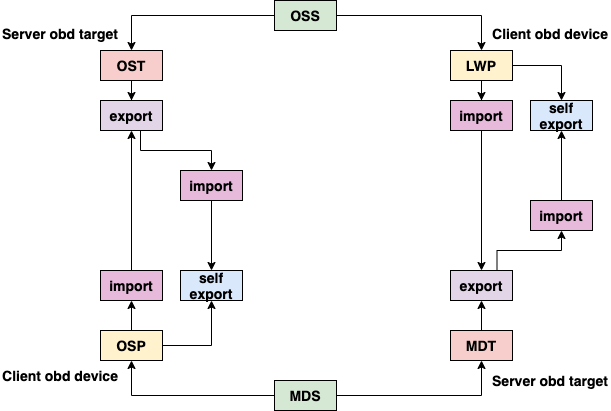 OSS
Server obd target
Client obd device
OST
LWP
export
import
self
export
import
import
import
self
export
export
OSP
MDT
Client obd device
Server obd target
MDS